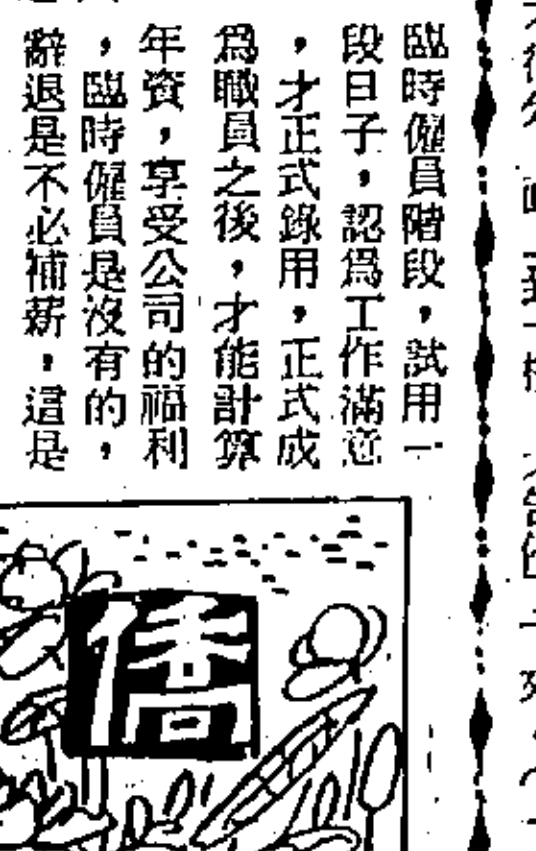 臨時僱員階段，試用一
段日子，認爲工作滿意
，才正式錄用，正式成
爲職員之後，才能計算
年資，享受公司的福利
，臨時僱員是沒有的，
辭退是不必補薪，這是
僑